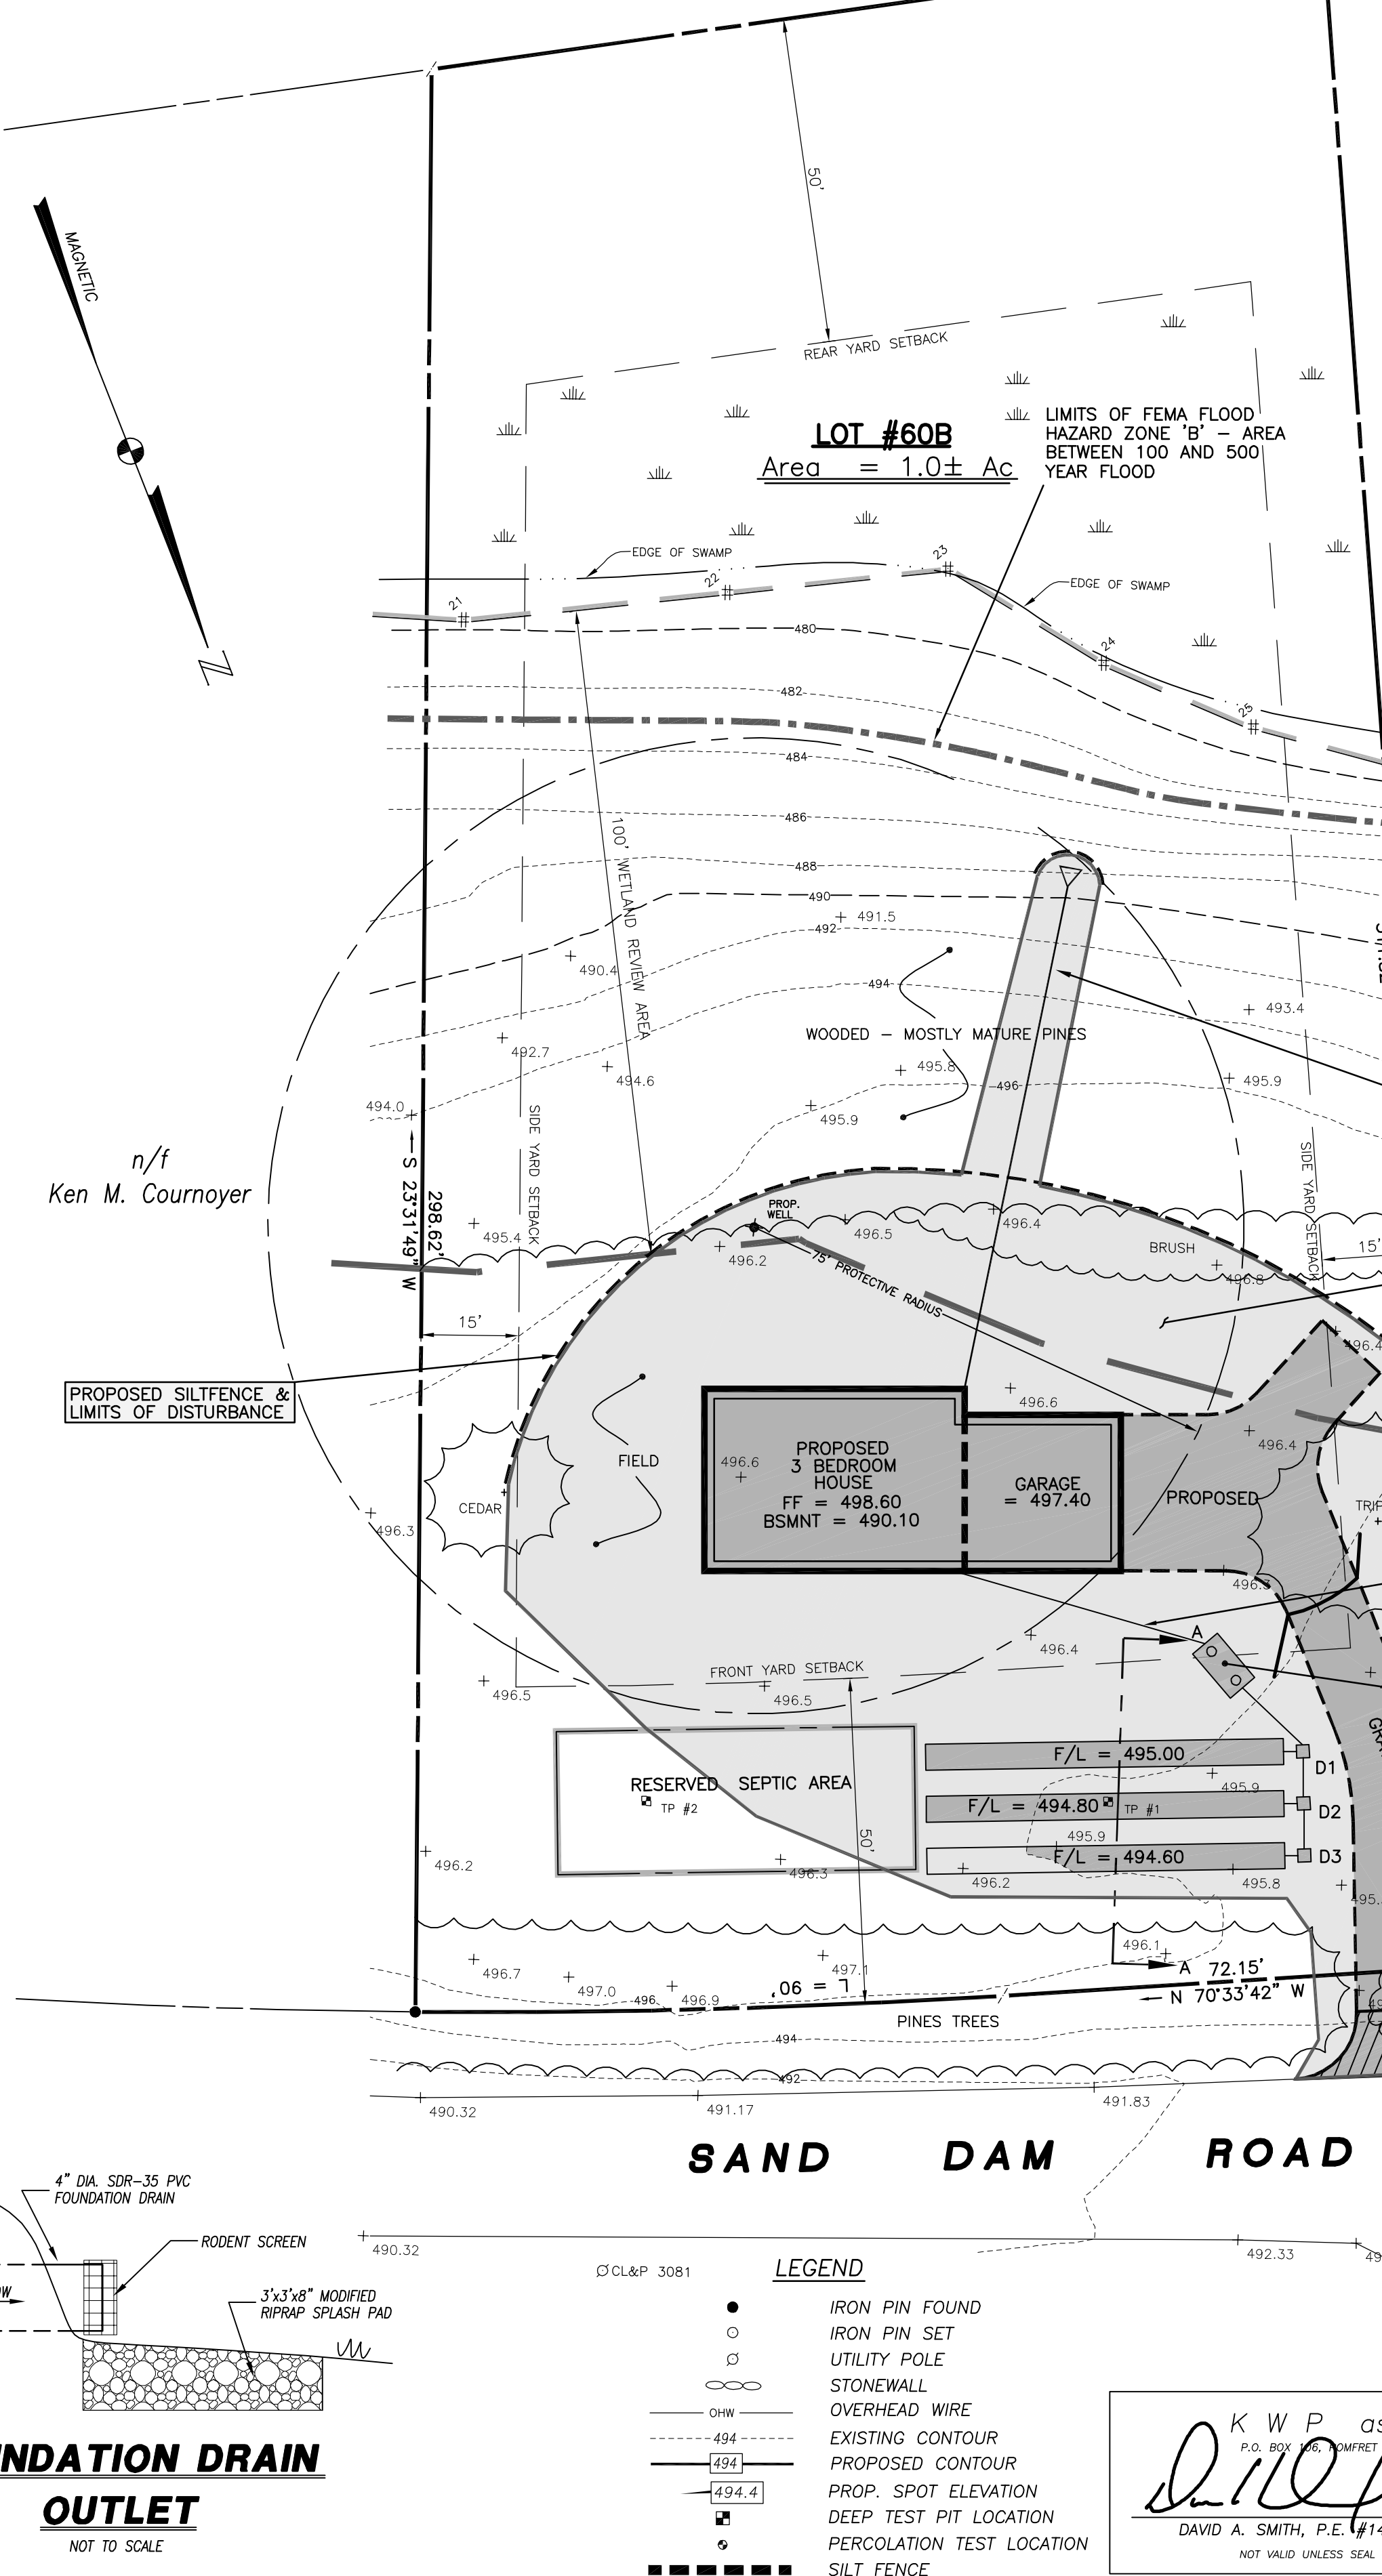 50'
MAGNETIC
REAR YARD SETBACK
LOT #60B
Area = 1.0± Ac
LIMITS OF FEMA FLOOD
HAZARD ZONE 'B' – AREA
BETWEEN 100 AND 500
YEAR FLOOD
EDGE OF SWAMP
23
22
21
EDGE OF SWAMP
24
25
480
482
484
486
488
490
491.5
492
490.4
494
493.4
100' WETLAND REVIEW AREA
WOODED – MOSTLY MATURE PINES
492.7
494.6
495.8
496
495.9
494.0
495.9
N
n/f
Ken M. Cournoyer
S 23°31'49" W
298.62'
SIDE YARD SETBACK
SIDE YARD SETBACK
PROP.
WELL
495.4
496.2
496.5
496.4
BRUSH
496.8
15'
75' PROTECTIVE RADIUS
15'
496.4
PROPOSED SILTFENCE &
LIMITS OF DISTURBANCE
496.6
FIELD
496.6
PROPOSED
3 BEDROOM
HOUSE
FF = 498.60
BSMNT = 490.10
GARAGE
= 497.40
496.4
PROPOSED
CEDAR
496.3
496.3
496.4
A
FRONT YARD SETBACK
496.5
496.5
RESERVED SEPTIC AREA
TP #2
F/L = 495.00
D1
495.9
F/L = 494.80
TP #1
D2
495.9
F/L = 494.60
D3
50'
496.2
496.3
496.2
495.8
496.1
496.7
497.0
496
496.9
497.1
L = 90'
A
72.15'
N 70°33'42" W
PINES TREES
494
492
490.32
491.17
491.83
SAND DAM ROAD
490.32
492.33
4" DIA. SDR-35 PVC
FOUNDATION DRAIN
RODENT SCREEN
3'x3'x8" MODIFIED
RIPRAP SPLASH PAD
NDATION DRAIN
OUTLET
NOT TO SCALE
CL&P 3081
LEGEND
IRON PIN FOUND
IRON PIN SET
UTILITY POLE
STONEWALL
OHW
OVERHEAD WIRE
494
EXISTING CONTOUR
494
PROPOSED CONTOUR
494.4
PROP. SPOT ELEVATION
DEEP TEST PIT LOCATION
PERCOLATION TEST LOCATION
SILT FENCE
K W P as
P.O. BOX 106, POMFRET
DAVID A. SMITH, P.E. #14
NOT VALID UNLESS SEAL